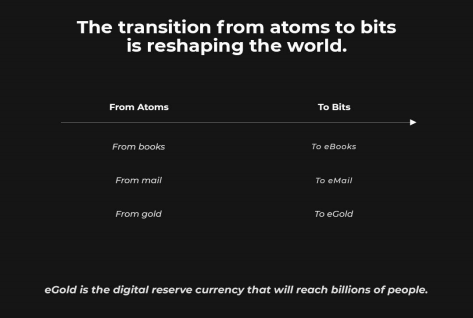 The transition from atoms to bits
is reshaping the world.
From Atoms To Bits
From books To eBooks
From mail To eMail
From gold To eGold
eGold is the digital reserve currency that will reach billions of people.